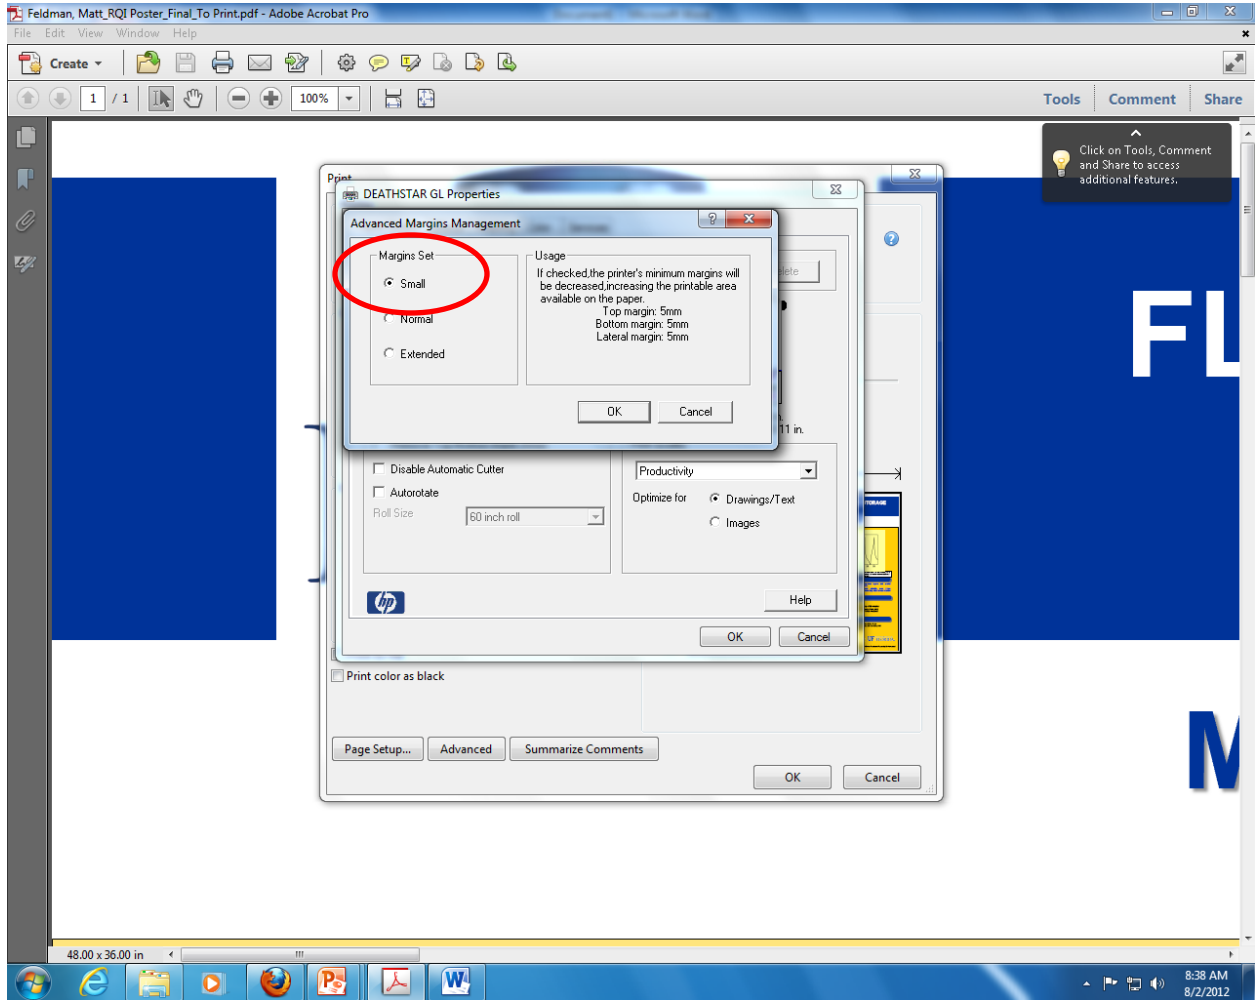 Feldman, Matt_RQI Poster_Final_To Print.pdf - Adobe Acrobat Pro
File Edit View Window Help
Create
1 / 1 100% Tools Comment Share
Click on Tools, Comment
and Share to access
additional features.
Print
DEATHSTAR GL Properties
Advanced Margins Management
Margins Set
Small
Normal
Extended
Usage
If checked,the printer's minimum margins will
be decreased,increasing the printable area
available on the paper.
Top margin: 5mm
Bottom margin: 5mm
Lateral margin: 5mm
OK Cancel
11 in.
Disable Automatic Cutter
Autorotate
Roll Size 60 inch roll
Productivity
Optimize for Drawings/Text
Images
hp
Help
OK Cancel
Print color as black
Page Setup... Advanced Summarize Comments
OK Cancel
FL
M
48.00 x 36.00 in
8:38 AM
8/2/2012